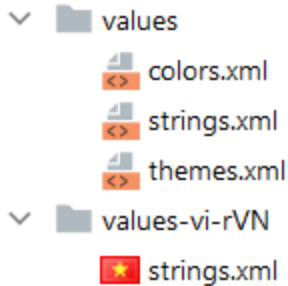 values
colors.xml
strings.xml
themes.xml
values-vi-rVN
strings.xml